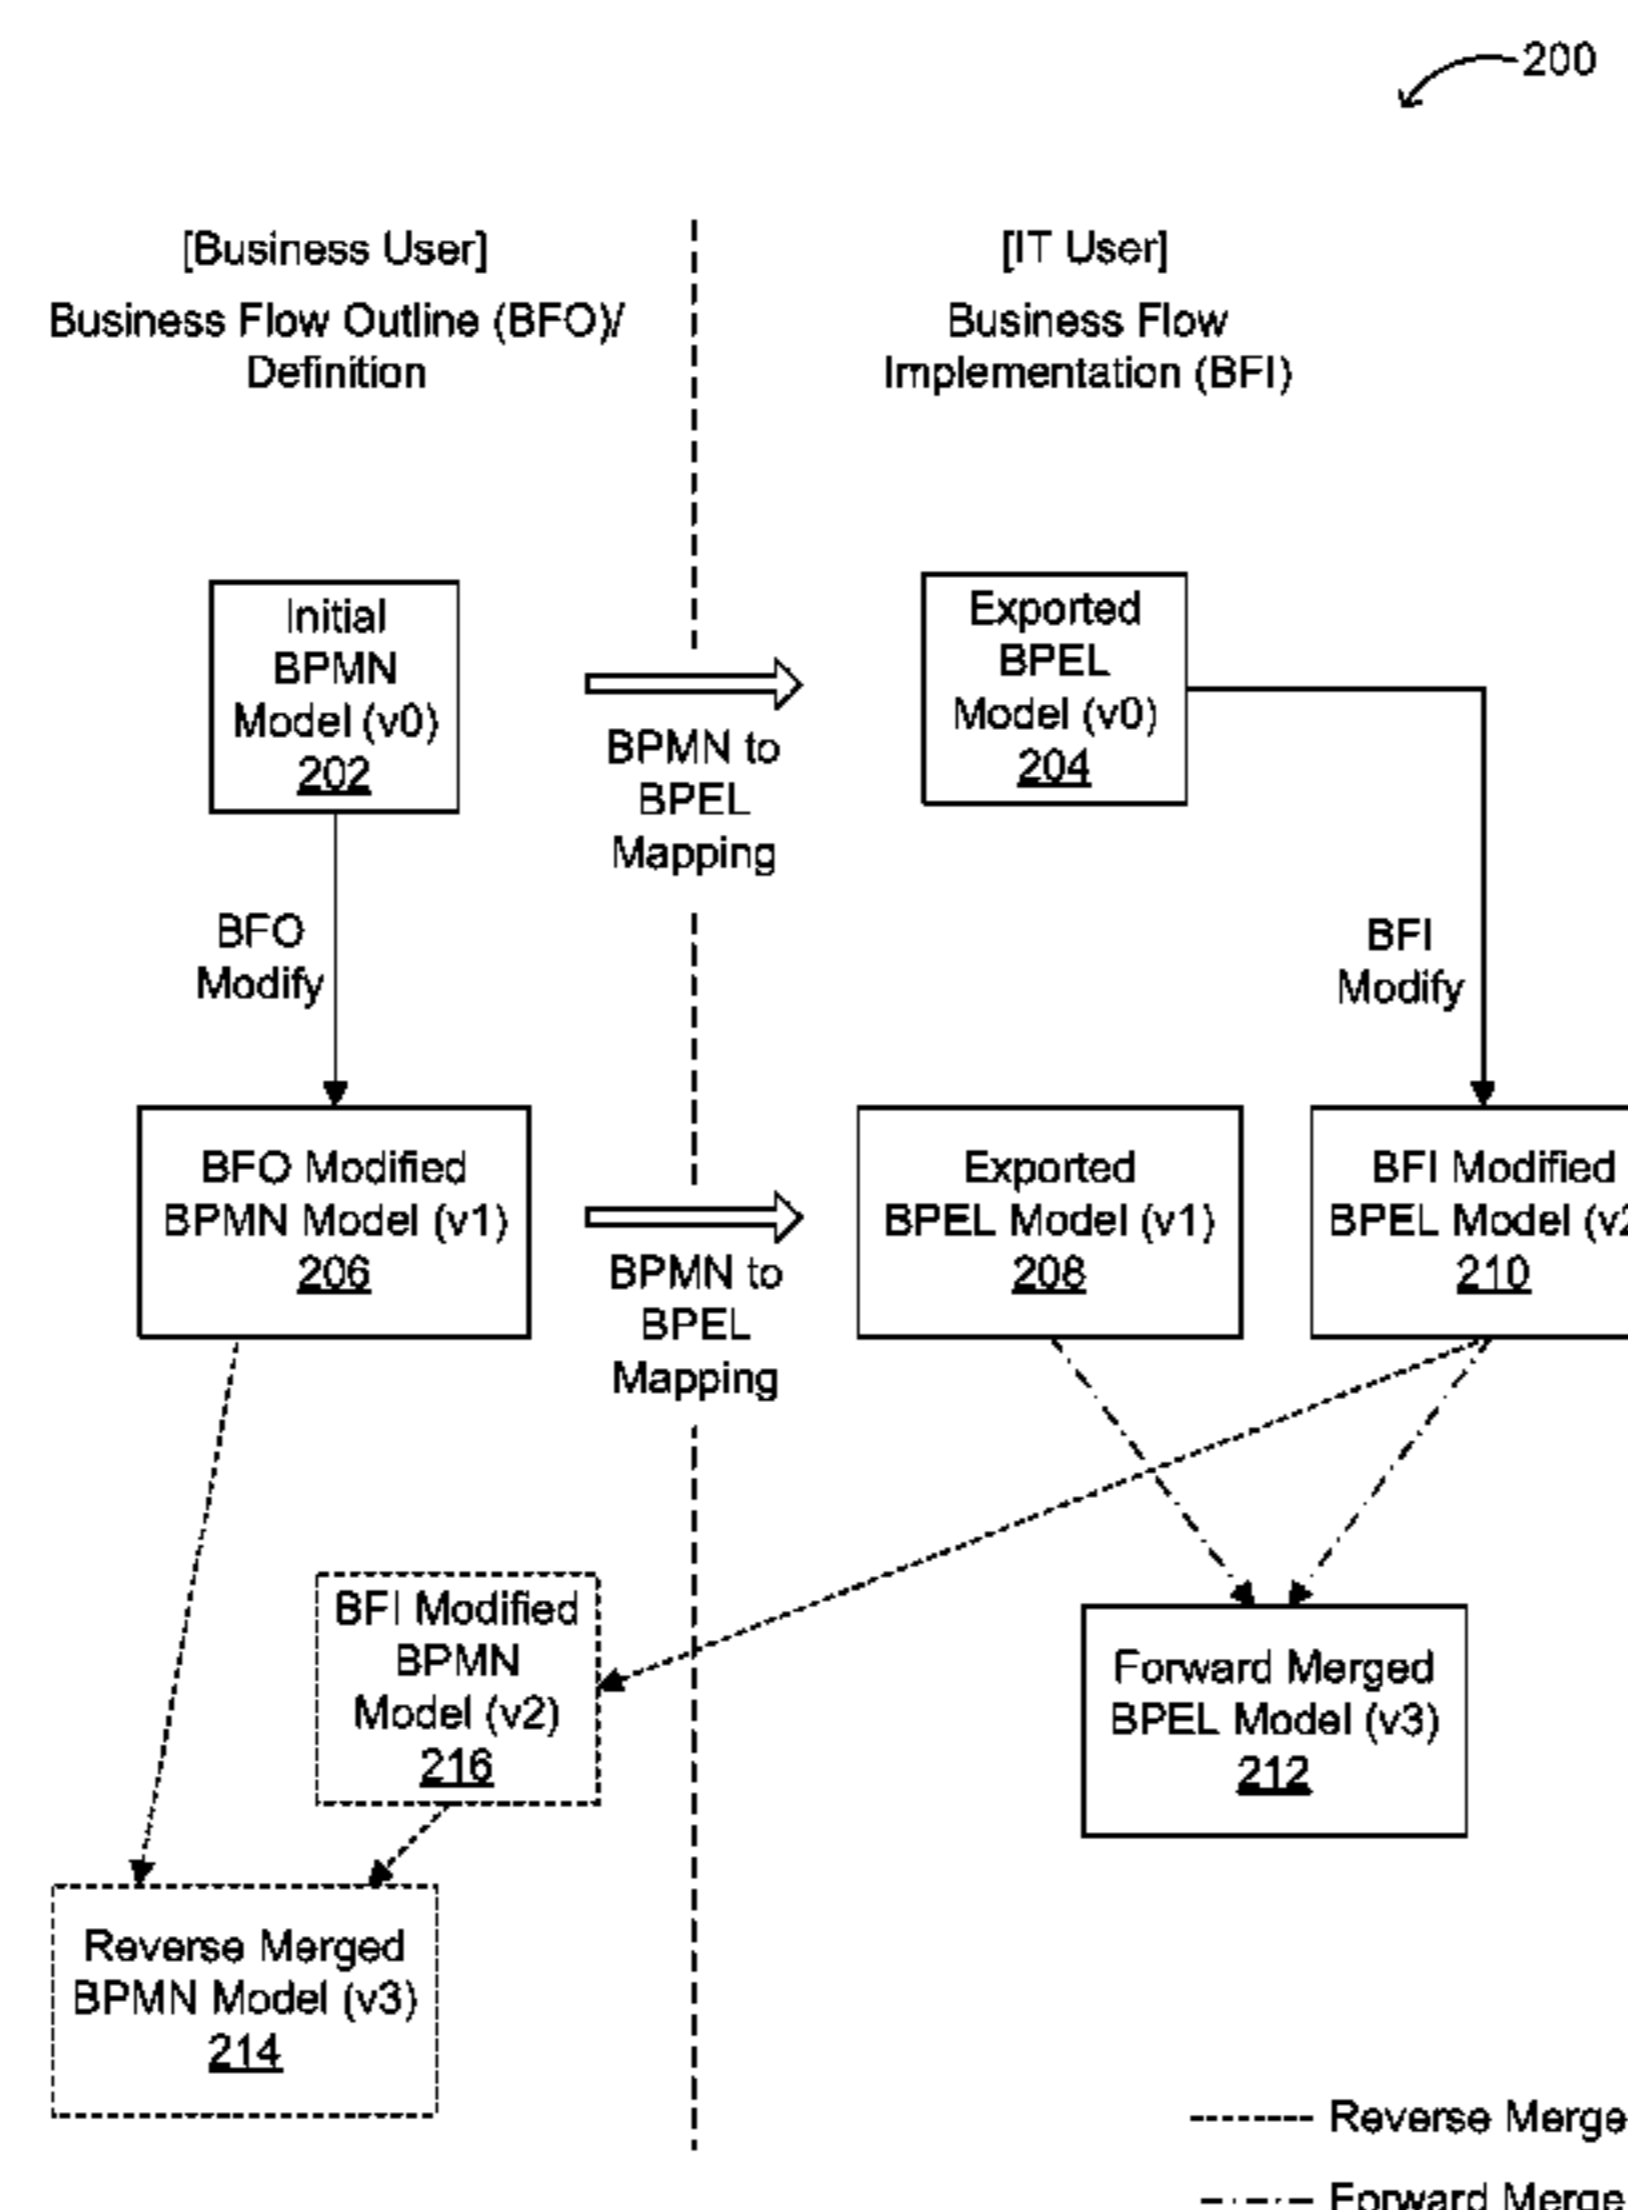 200
[Business User]
Business Flow Outline (BFO)/
Definition
[IT User]
Business Flow
Implementation (BFI)
Initial
BPMN
Model (v0)
202
BPMN to
BPEL
Mapping
Exported
BPEL
Model (v0)
204
BFO
Modify
BFI
Modify
BFO Modified
BPMN Model (v1)
206
BPMN to
BPEL
Mapping
Exported
BPEL Model (v1)
208
BFI Modified
BPEL Model (v2
210
BFI Modified
BPMN
Model (v2)
216
Forward Merged
BPEL Model (v3)
212
Reverse Merged
BPMN Model (v3)
214
Reverse Merge
Forward Merge